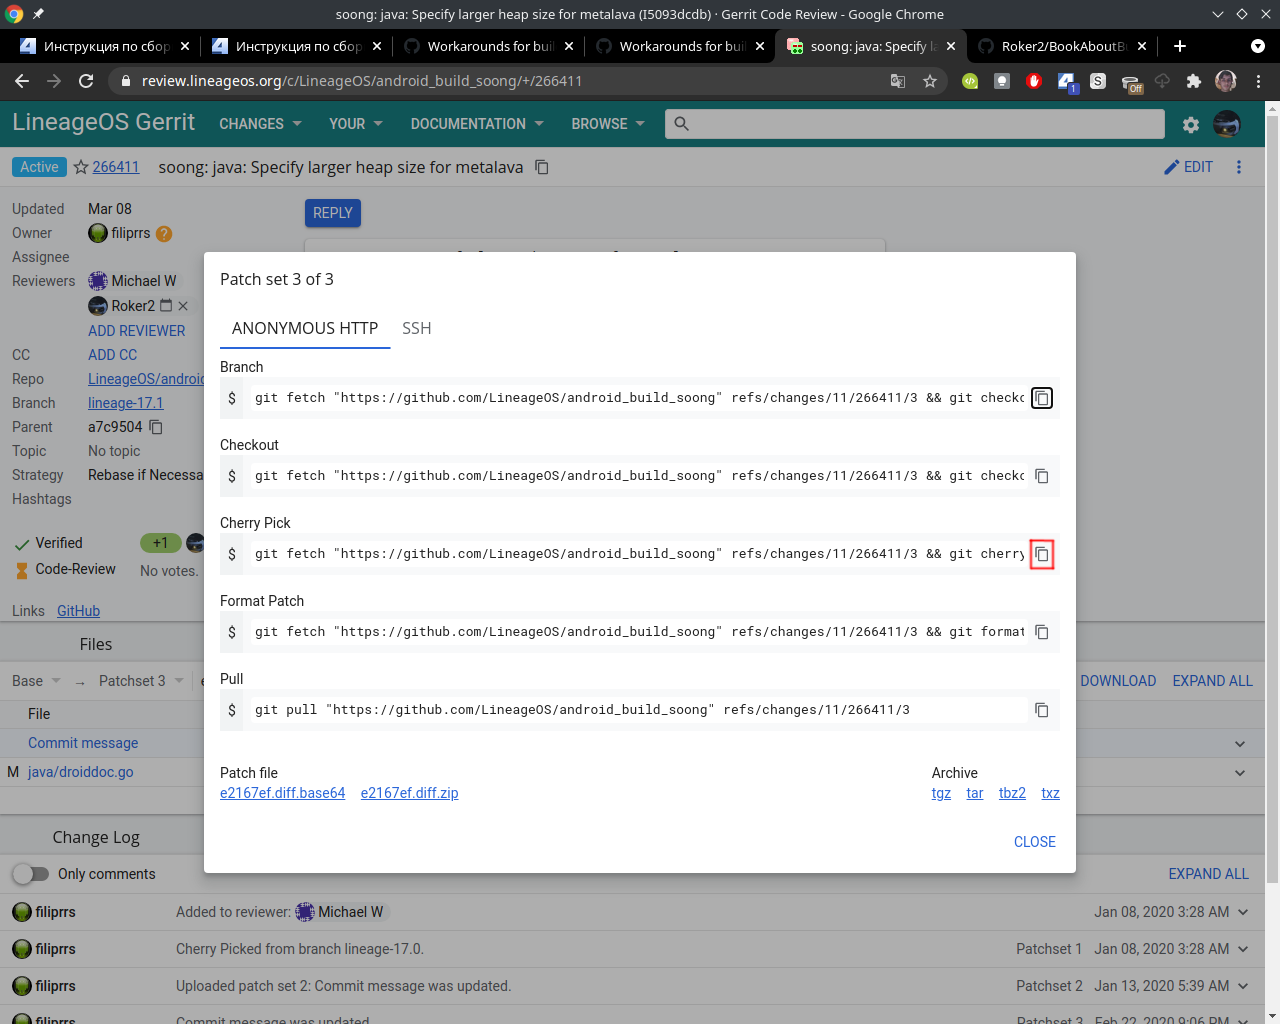 soong: java: Specify larger heap size for metalava (I5093dcdb) · Gerrit Code Review - Google Chrome
Инструкция по сбор
Инструкция по сбор
Workarounds for buil
Workarounds for buil
soong: java: Specify la
Roker2/BookAboutBu
review.lineageos.org/c/LineageOS/android_build_soong/+/266411
1
S
Off
LineageOS Gerrit
CHANGES
YOUR
DOCUMENTATION
BROWSE
Active
266411
soong: java: Specify larger heap size for metalava
EDIT
Updated
Mar 08
REPLY
Owner
filiprrs
Assignee
Reviewers
Michael W
Roker2
ADD REVIEWER
CC
ADD CC
Repo
LineageOS/androic
Branch
lineage-17.1
Parent
a7c9504
Topic
No topic
Strategy
Rebase if Necessa
Hashtags
Verified
+1
Code-Review
No votes.
Links
GitHub
Patch set 3 of 3
ANONYMOUS HTTP
SSH
Branch
$ git fetch "https://github.com/LineageOS/android_build_soong" refs/changes/11/266411/3 && git checko
Checkout
$ git fetch "https://github.com/LineageOS/android_build_soong" refs/changes/11/266411/3 && git checko
Cherry Pick
$ git fetch "https://github.com/LineageOS/android_build_soong" refs/changes/11/266411/3 && git cherry
Format Patch
$ git fetch "https://github.com/LineageOS/android_build_soong" refs/changes/11/266411/3 && git format
Pull
$ git pull "https://github.com/LineageOS/android_build_soong" refs/changes/11/266411/3
Patch file
e2167ef.diff.base64
e2167ef.diff.zip
Archive
tgz
tar
tbz2
txz
CLOSE
Files
Base → Patchset 3
DOWNLOAD
EXPAND ALL
File
Commit message
M java/droiddoc.go
Change Log
Only comments
EXPAND ALL
filiprrs
Added to reviewer: Michael W
Jan 08, 2020 3:28 AM
filiprrs
Cherry Picked from branch lineage-17.0.
Patchset 1
Jan 08, 2020 3:28 AM
filiprrs
Uploaded patch set 2: Commit message was updated.
Patchset 2
Jan 13, 2020 5:39 AM
filiprrs
Commit message was updated
Patchset 3
Feb 22, 2020 9:06 PM